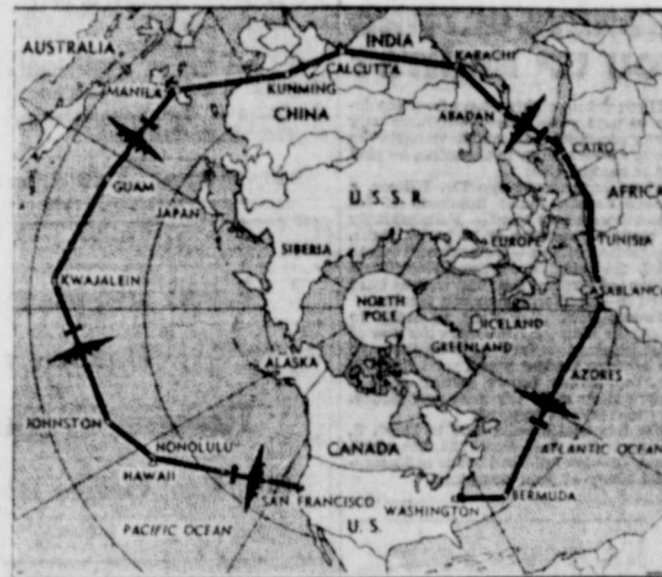 AUSTRALIA
INDIA
KARACHI
CALCUTTA
MANILA
KUNMING
CHINA
ABADAN
CAIRO
GUAM
U. S. S. R.
AFRICA
JAPAN
SIBERIA
EUROPE
TUNISIA
KWAJALEIN
CASABLANC
NORTH
POLE
ICELAND
GREENLAND
ALASKA
AZORES
JOHNSTON
HONOLULU
CANADA
ATLANTIC OCEAN
HAWAII
SAN FRANCISCO
WASHINGTON
BERMUDA
PACIFIC OCEAN
U. S.